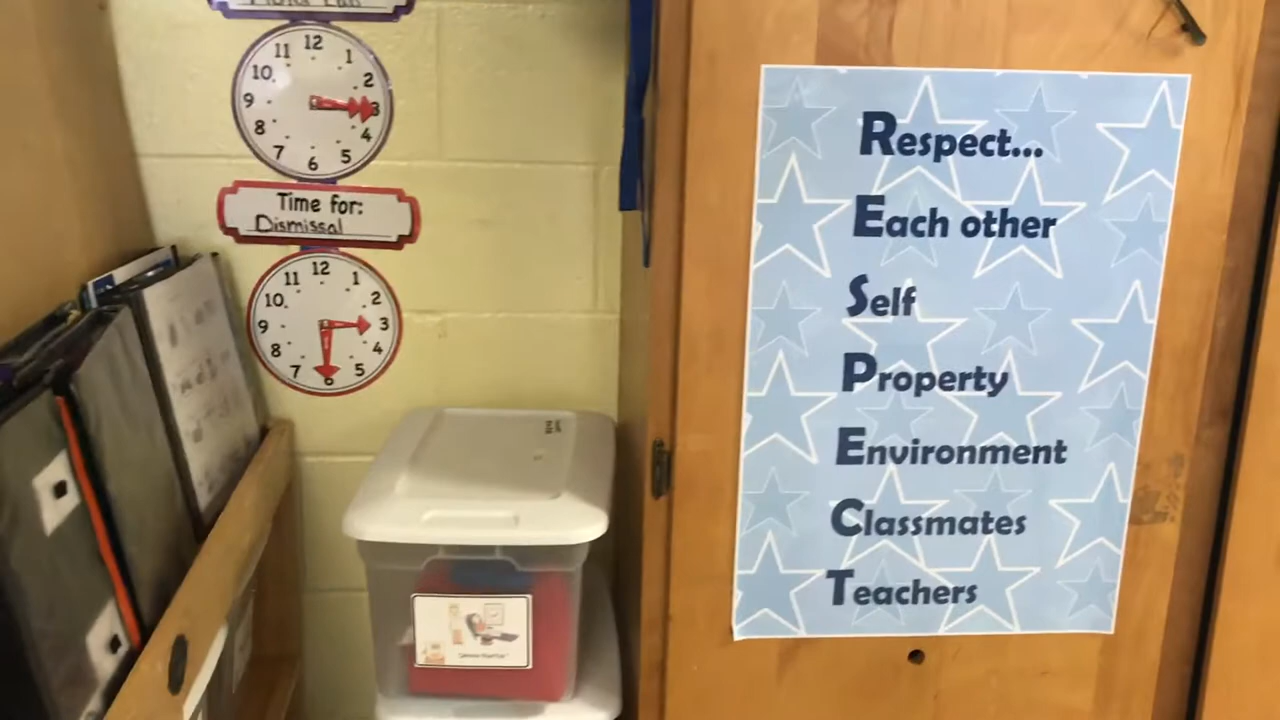 12
11 1
10 2
9 3
8 4
7 5
6
Time for:
Dismissal
12
11 1
10 2
9 3
8 4
7 5
6
Respect...
Each other
Self
Property
Environment
Classmates
Teachers